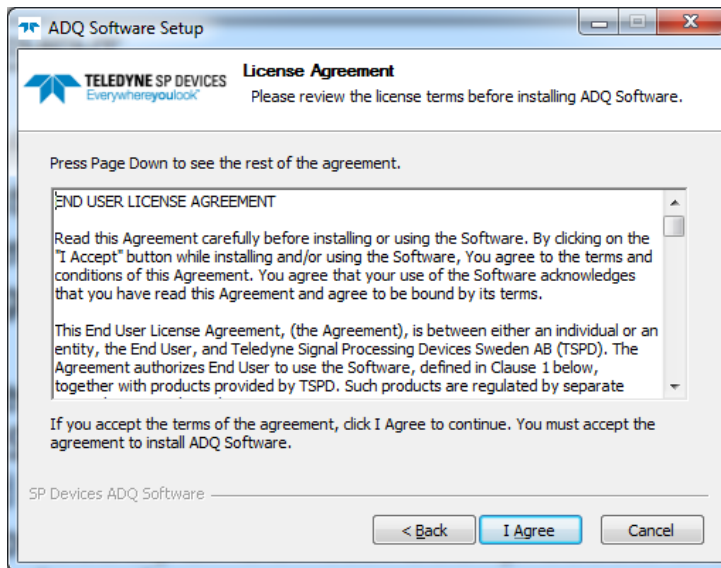 ADQ Software Setup
TELEDYNE SP DEVICES
Everywhereyoulook
License Agreement
Please review the license terms before installing ADQ Software.
Press Page Down to see the rest of the agreement.
END USER LICENSE AGREEMENT
Read this Agreement carefully before installing or using the Software. By clicking on the
"I Accept" button while installing and/or using the Software, You agree to the terms and
conditions of this Agreement. You agree that your use of the Software acknowledges
that you have read this Agreement and agree to be bound by its terms.
This End User License Agreement, (the Agreement), is between either an individual or an
entity, the End User, and Teledyne Signal Processing Devices Sweden AB (TSPD). The
Agreement authorizes End User to use the Software, defined in Clause 1 below,
together with products provided by TSPD. Such products are regulated by separate
If you accept the terms of the agreement, click I Agree to continue. You must accept the
agreement to install ADQ Software.
SP Devices ADQ Software
< Back
I Agree
Cancel